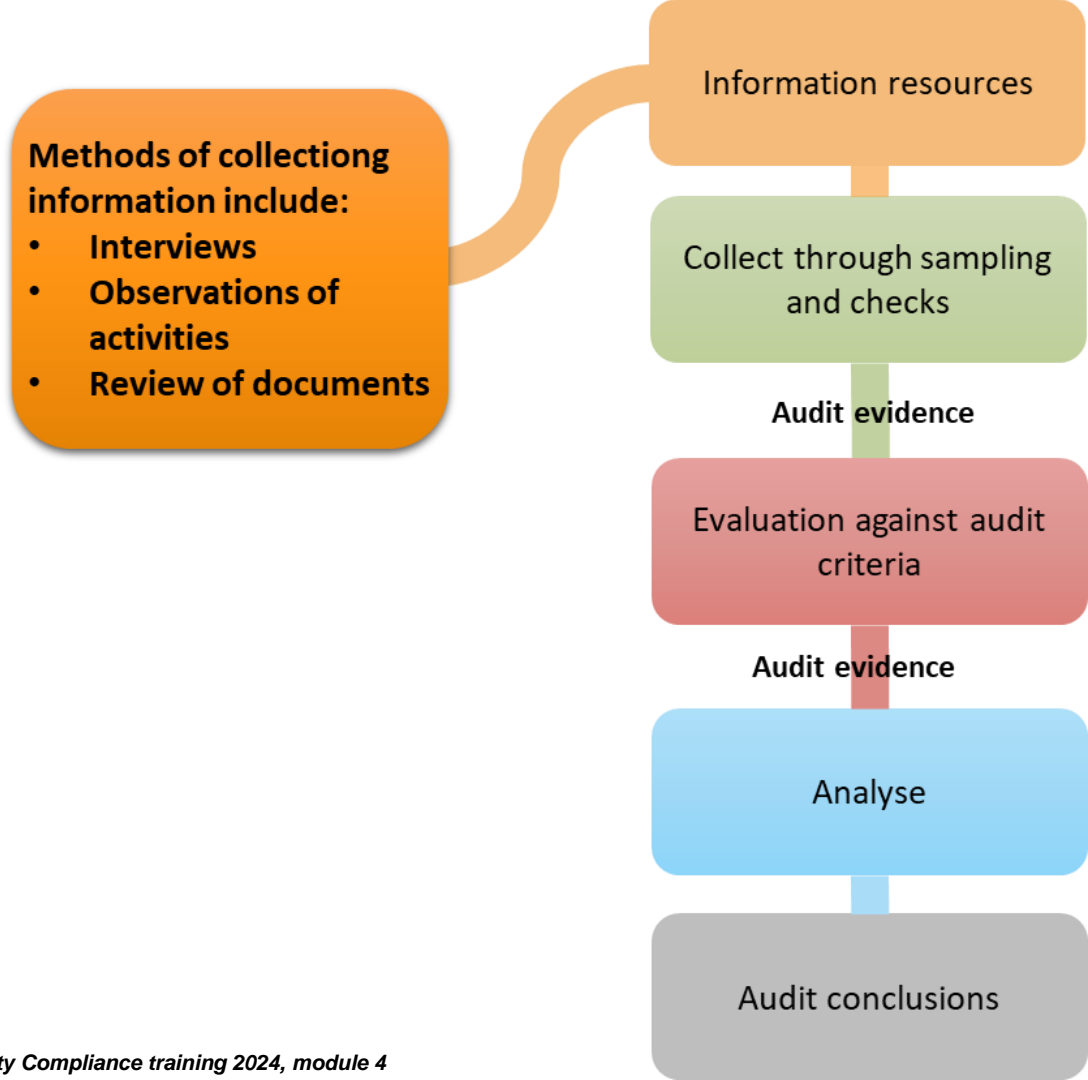 Methods of collectiong
information include:
• Interviews
• Observations of
activities
• Review of documents
Information resources
Collect through sampling
and checks
Audit evidence
Evaluation against audit
criteria
Audit evidence
Analyse
Audit conclusions
ty Compliance training 2024, module 4